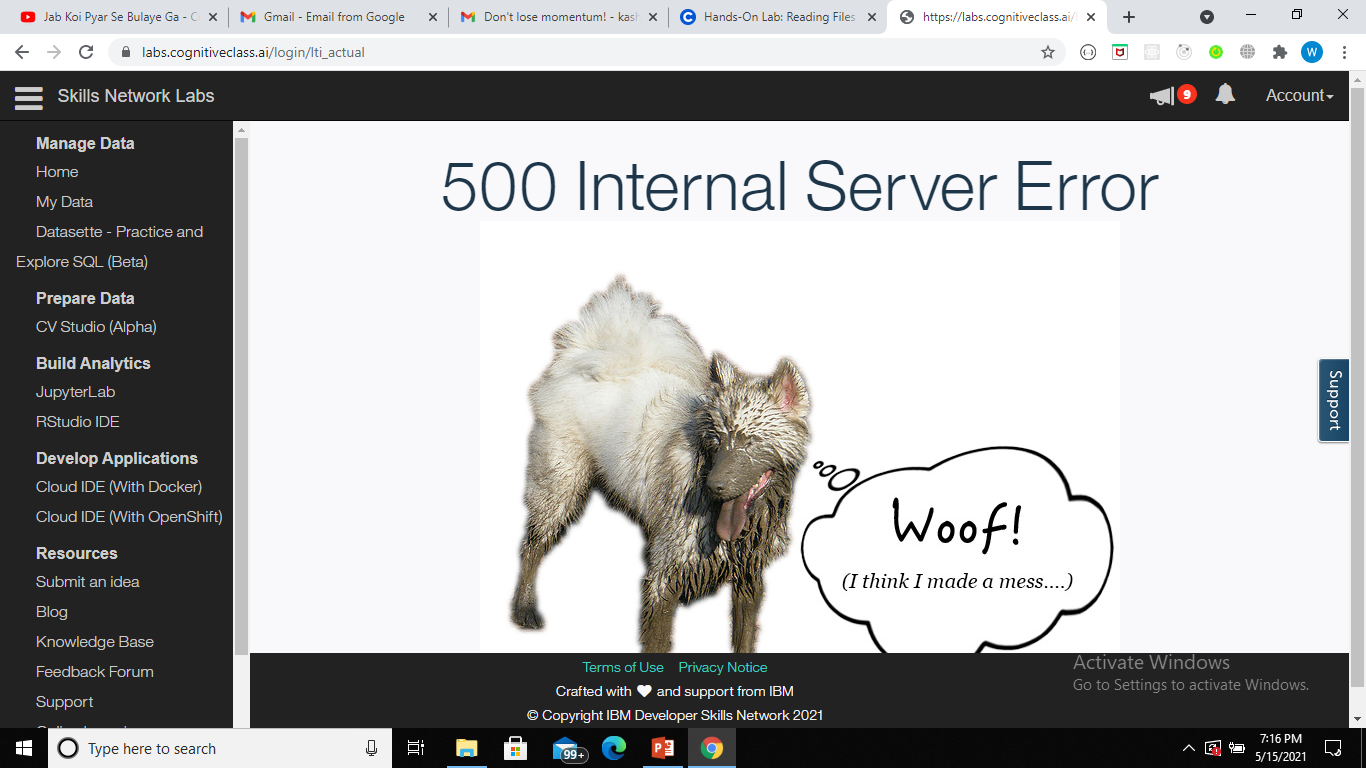 Jab Koi Pyar Se Bulaye Ga - C
Gmail - Email from Google
Don't lose momentum! - kash
Hands-On Lab: Reading Files
https://labs.cognitiveclass.ai/
labs.cognitiveclass.ai/login/lti_actual
W
Skills Network Labs
9
Account
Manage Data
Home
My Data
Datasette - Practice and
Explore SQL (Beta)
Prepare Data
CV Studio (Alpha)
Build Analytics
JupyterLab
RStudio IDE
Develop Applications
Cloud IDE (With Docker)
Cloud IDE (With OpenShift)
Resources
Submit an idea
Blog
Knowledge Base
Feedback Forum
Support
500 Internal Server Error
Woof!
(I think I made a mess....)
Support
Terms of Use Privacy Notice
Crafted with and support from IBM
© Copyright IBM Developer Skills Network 2021
Activate Windows
Go to Settings to activate Windows.
Type here to search
99+
7:16 PM
5/15/2021